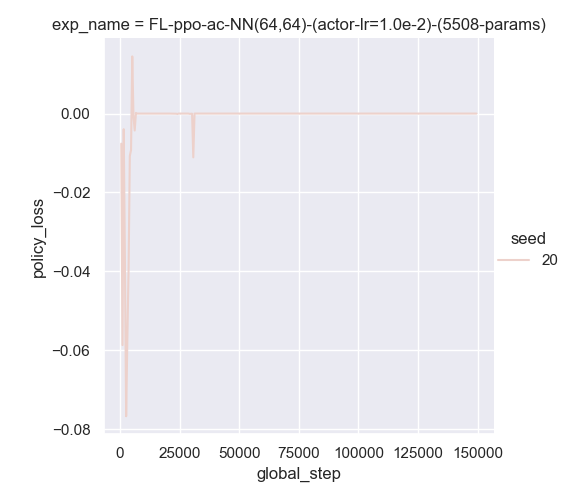 exp_name = FL-ppo-ac-NN(64,64)-(actor-lr=1.0e-2)-(5508-params)
0.00
−0.02
−0.04
−0.06
−0.08
policy_loss
0 25000 50000 75000 100000 125000 150000
global_step
seed
20